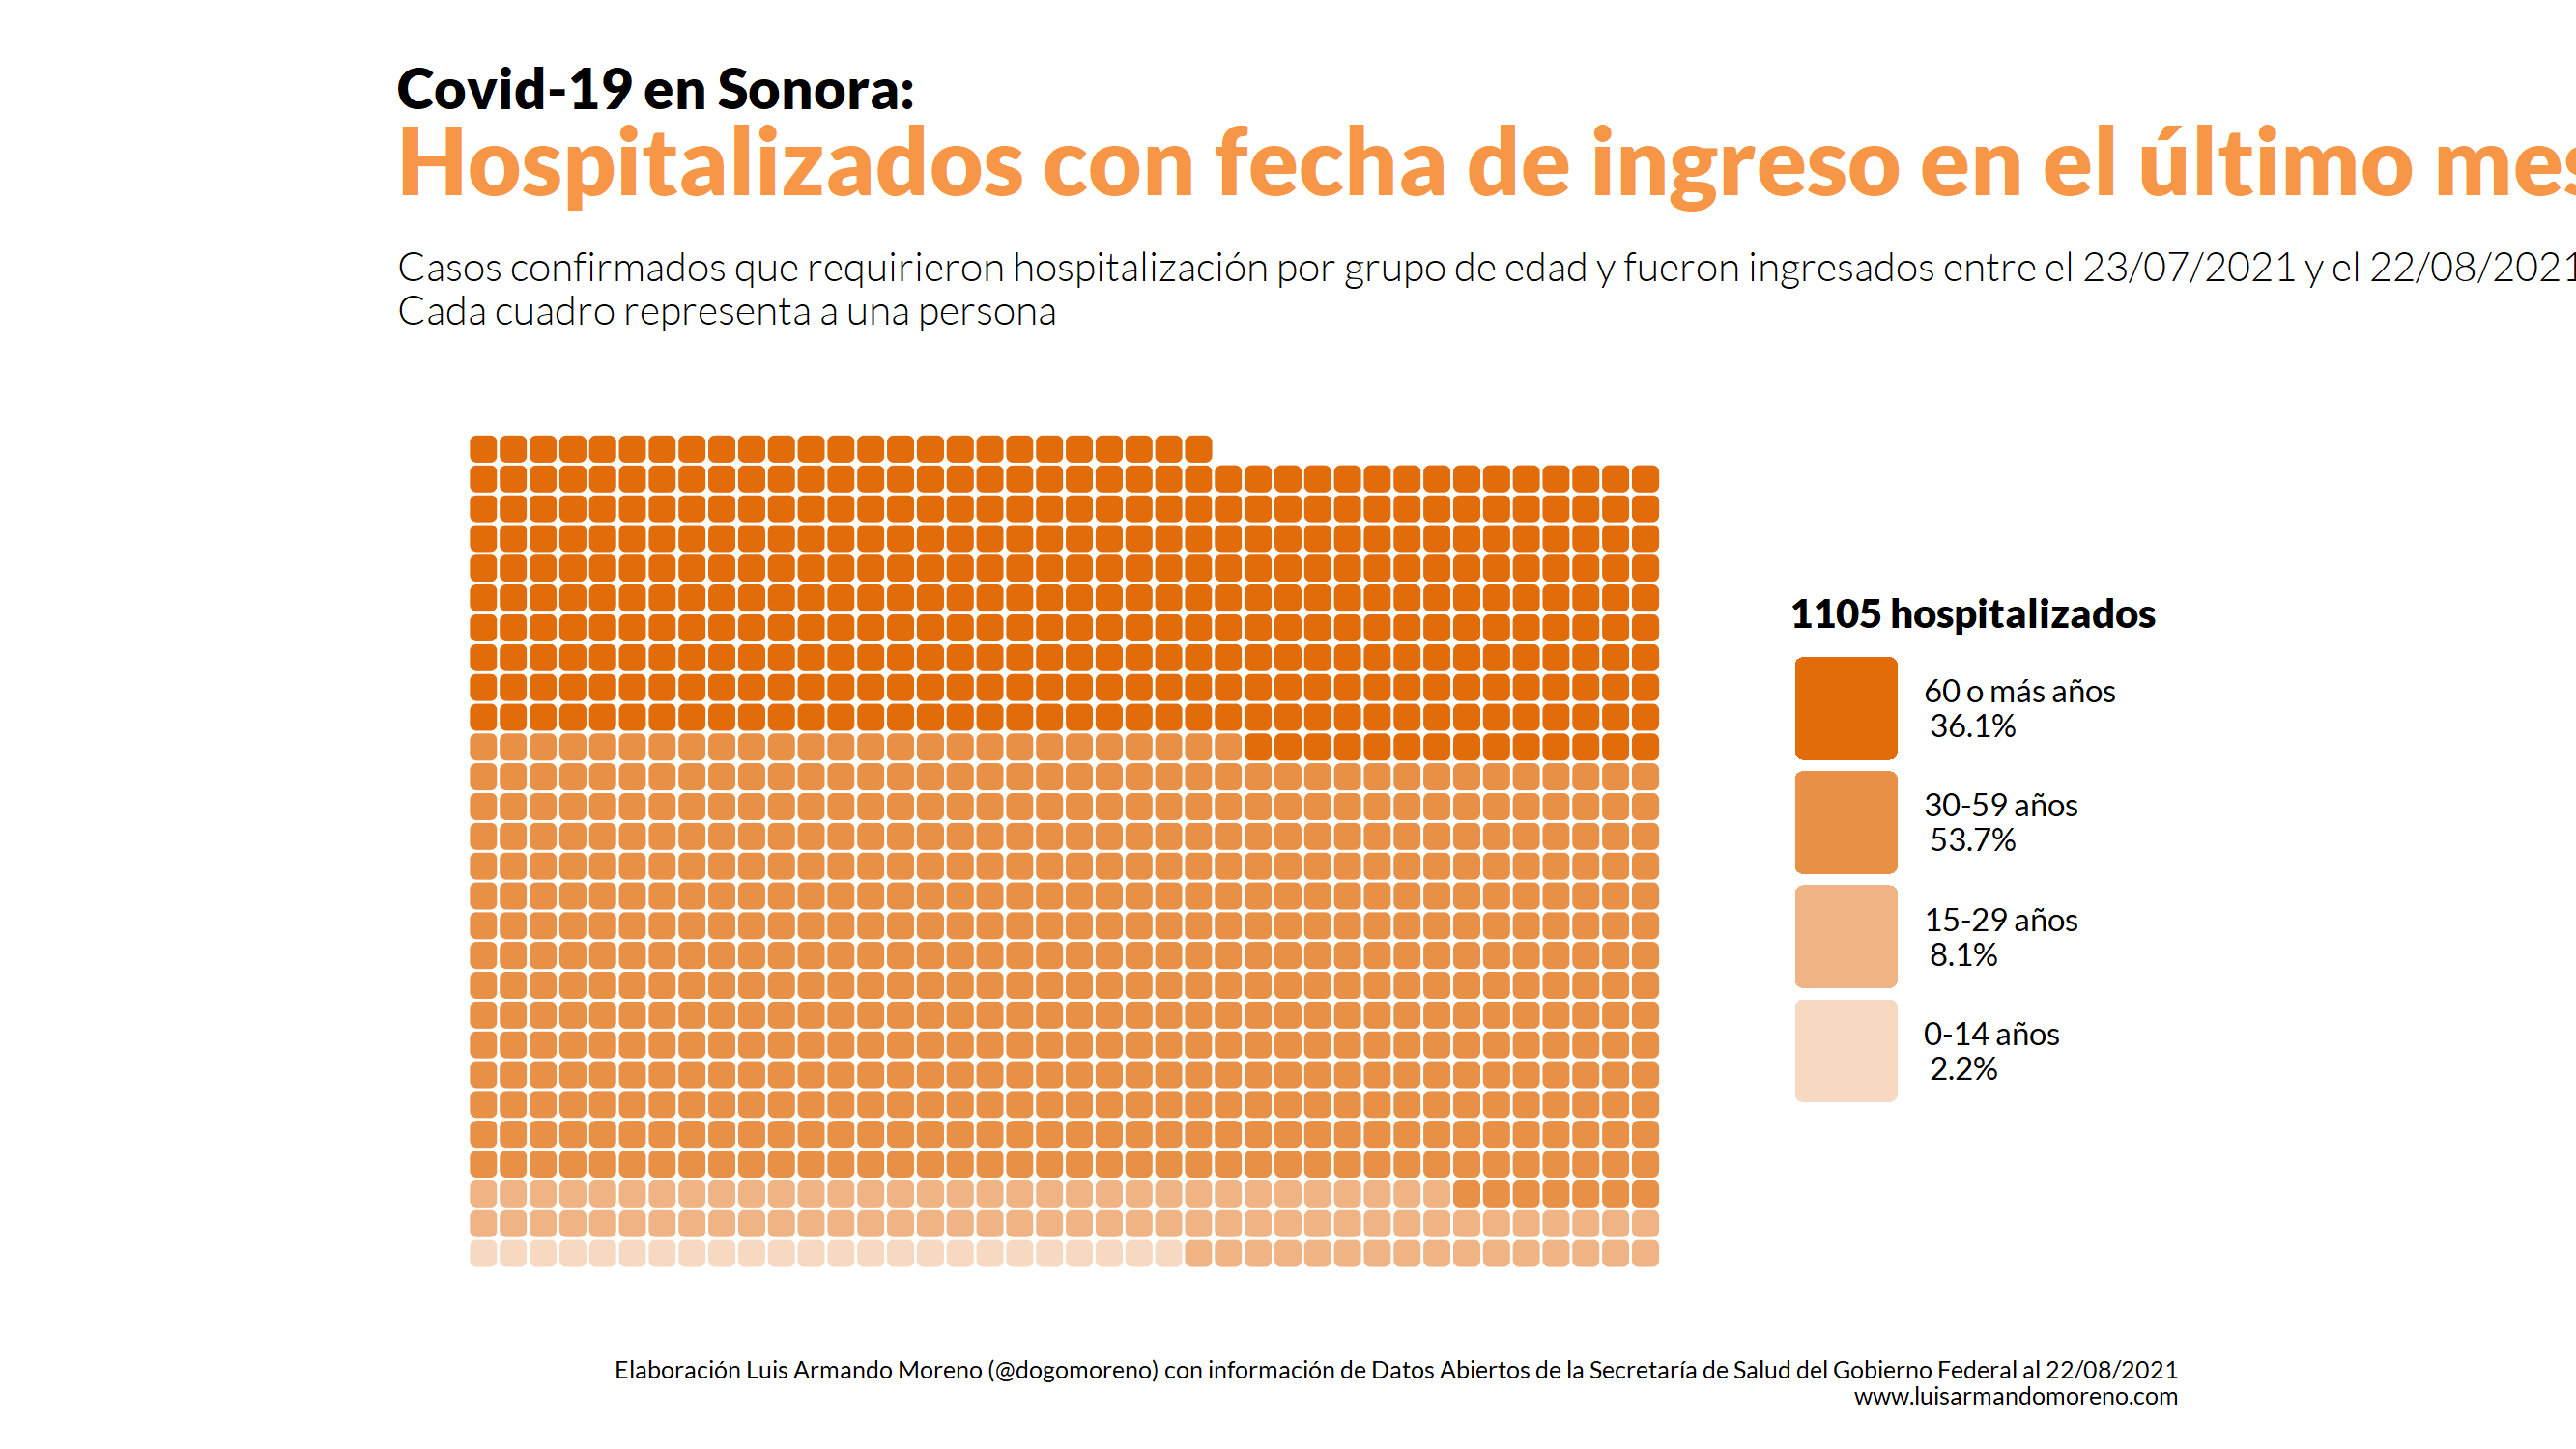 Covid-19 en Sonora:
Hospitalizados con fecha de ingreso en el último mes
Casos confirmados que requirieron hospitalización por grupo de edad y fueron ingresados entre el 23/07/2021 y el 22/08/2021
Cada cuadro representa a una persona
1105 hospitalizados
60 o más años
36.1%
30-59 años
53.7%
15-29 años
8.1%
0-14 años
2.2%
Elaboración Luis Armando Moreno (@dogomoreno) con información de Datos Abiertos de la Secretaría de Salud del Gobierno Federal al 22/08/2021
www.luisarmandomoreno.com